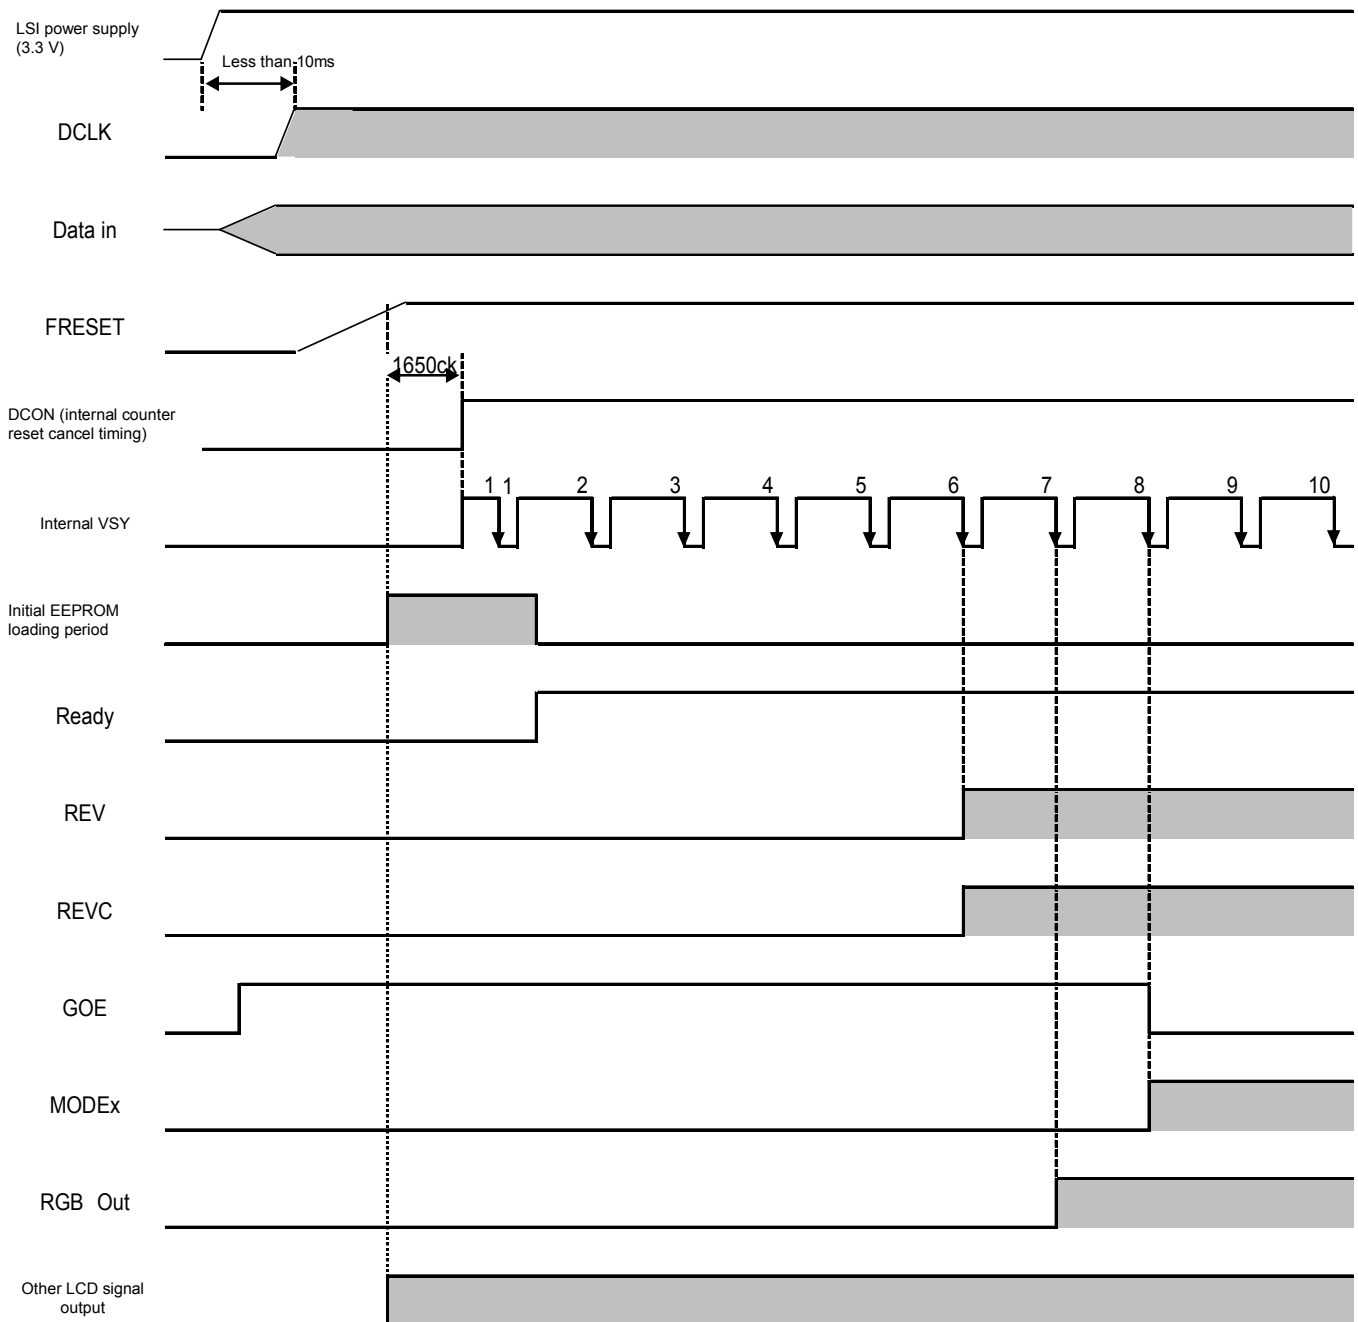 LSI power supply
(3.3 V)
Less than 10ms
DCLK
Data in
FRESET
1650ck
DCON (internal counter
reset cancel timing)
1 1 2 3 4 5 6 7 8 9 10
Internal VSY
Initial EEPROM
loading period
Ready
REV
REVC
GOE
MODEx
RGB Out
Other LCD signal
output